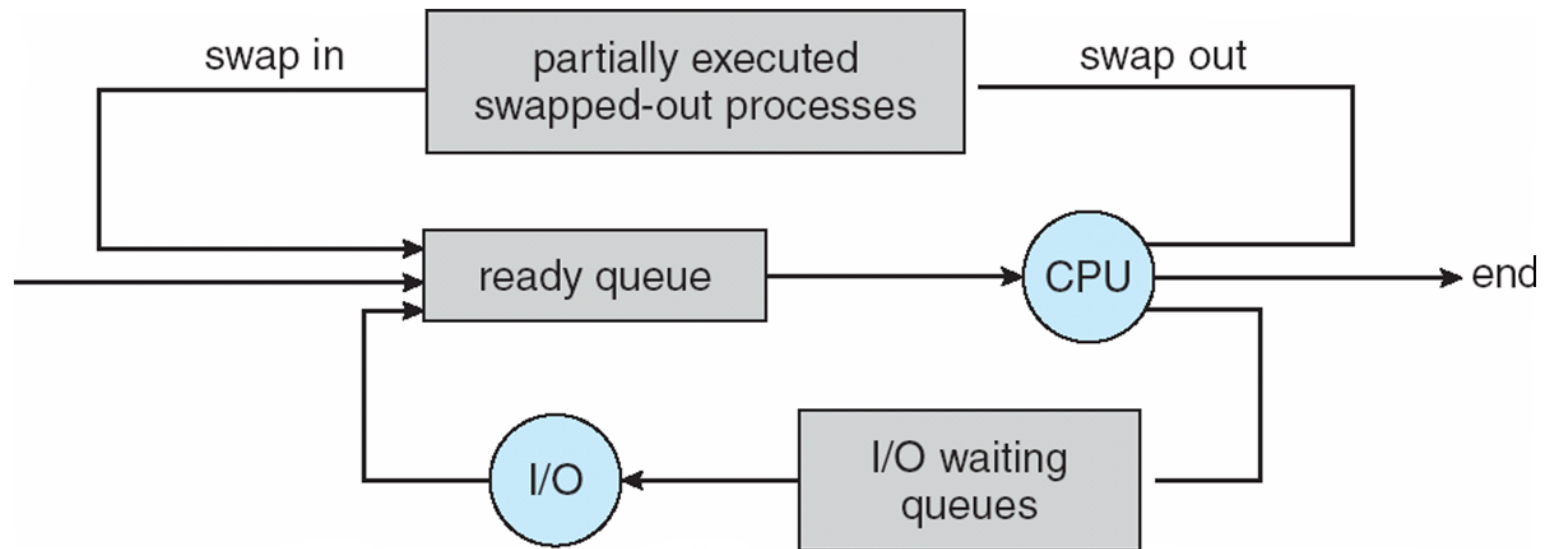 swap in
partially executed
swapped-out processes
swap out
ready queue
CPU
end
I/O
I/O waiting
queues